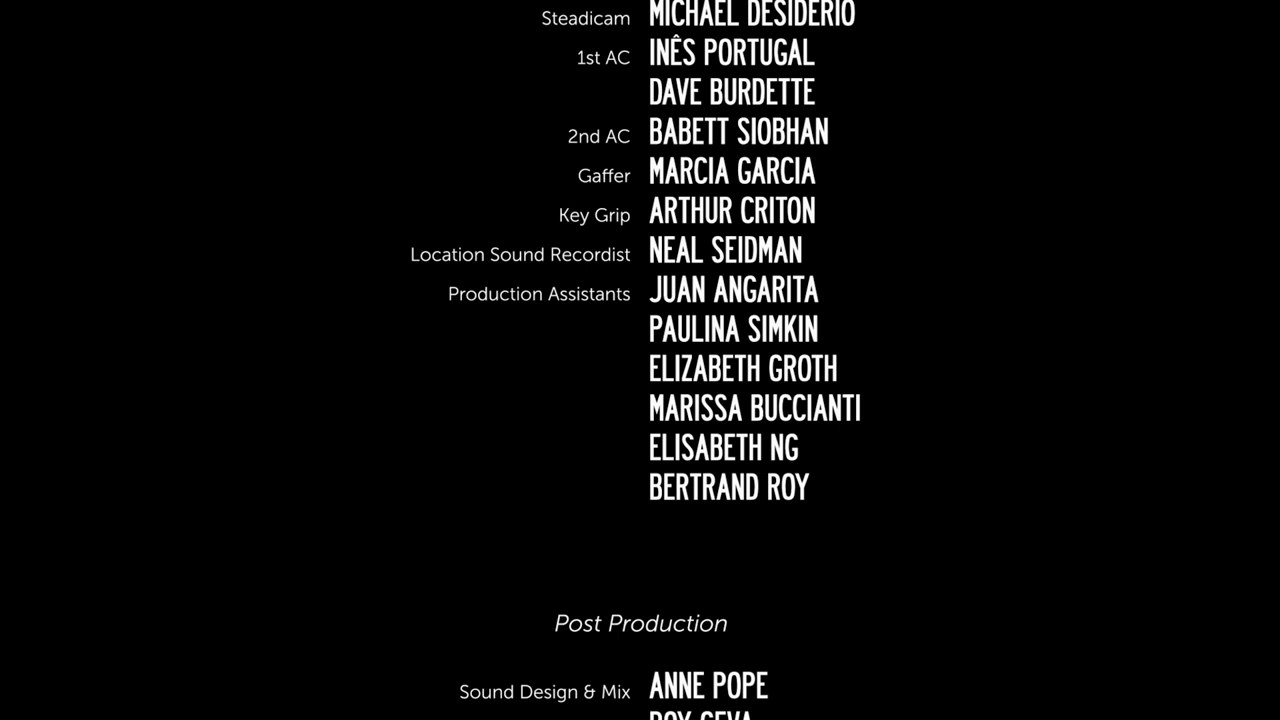 Steadicam MICHAEL DESIDERIO
1st AC INÊS PORTUGAL
DAVE BURDETTE
2nd AC BABETT SIOBHAN
Gaffer MARCIA GARCIA
Key Grip ARTHUR CRITON
Location Sound Recordist NEAL SEIDMAN
Production Assistants JUAN ANGARITA
PAULINA SIMKIN
ELIZABETH GROTH
MARISSA BUCCIANTI
ELISABETH NG
BERTRAND ROY
Post Production
Sound Design & Mix ANNE POPE